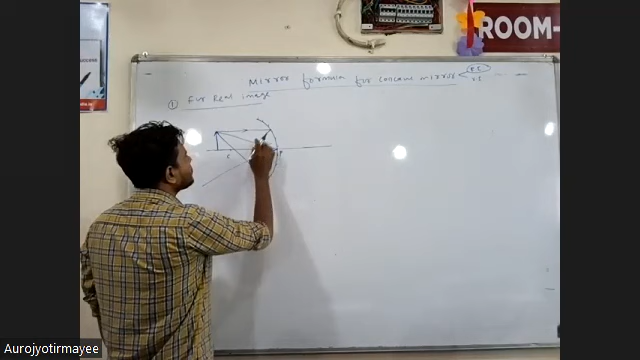 ROOM-
Mirror formula for Concave mirror
① For Real image
C
P
Aurojyotirmayee